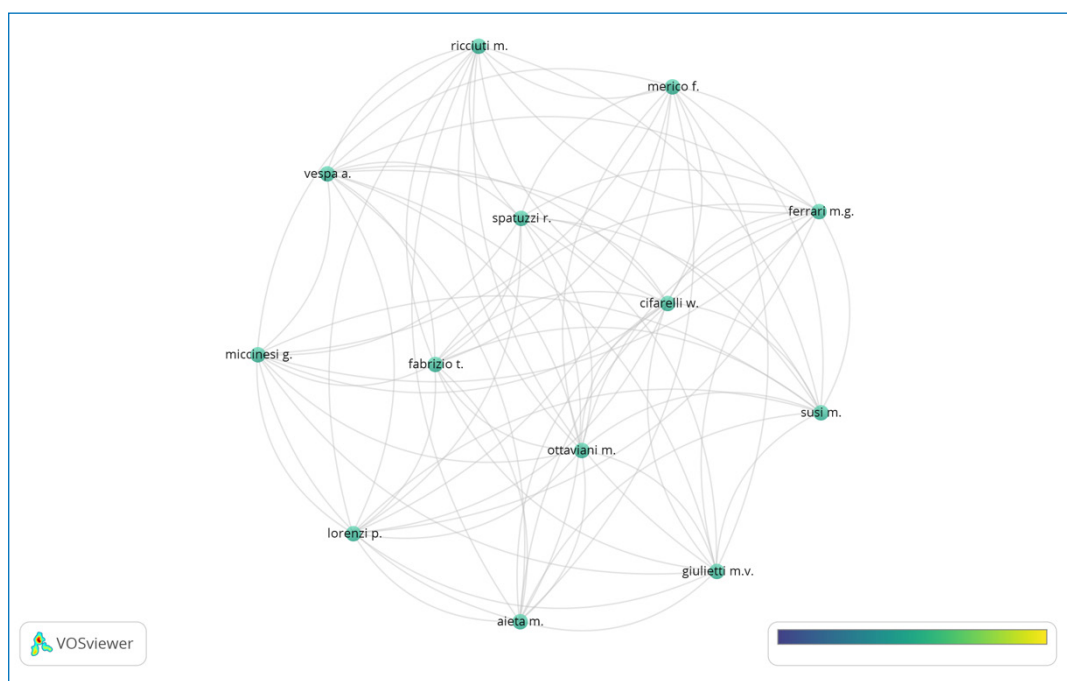 ricciuti m.
merico f.
vespa a.
ferrari m.g.
spatuzzi r.
cifarelli w.
miccinesi g.
fabrizio t.
susi m.
ottaviani m.
lorenzi p.
giulietti m.v.
aieta m.
VOSviewer